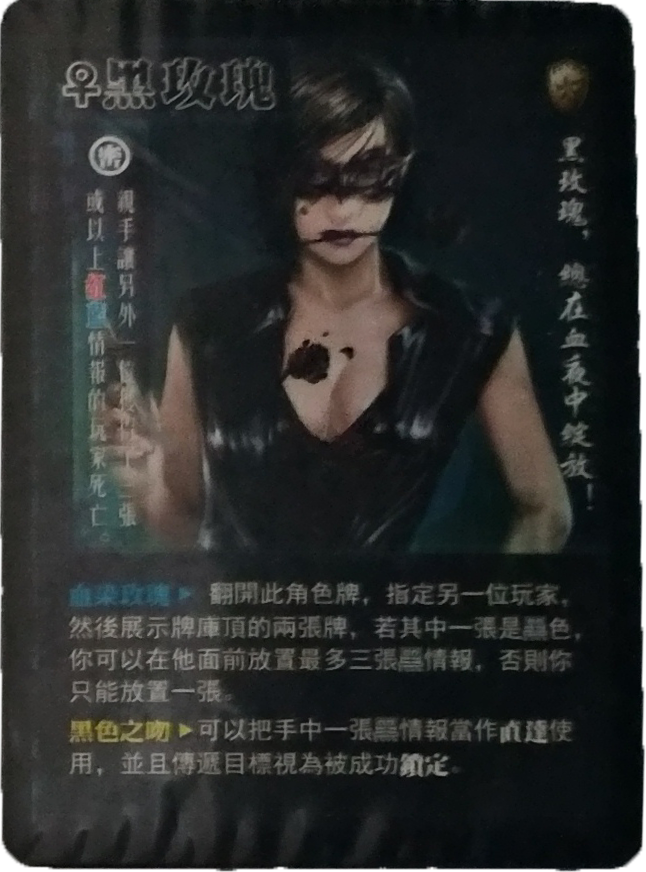 ♀黑玫瑰
密
親手讓另外一
張
或以上紅藍情報的玩家死亡。
黑玫瑰，總在血夜中綻放！
血染玫瑰▶ 翻開此角色牌，指定另一位玩家，
然後展示牌庫頂的兩張牌，若其中一張是黑色，
你可以在他面前放置最多三張黑情報，否則你
只能放置一張。
黑色之吻▶可以把手中一張黑情報當作直達使
用，並且傳遞目標視為被成功鎖定。